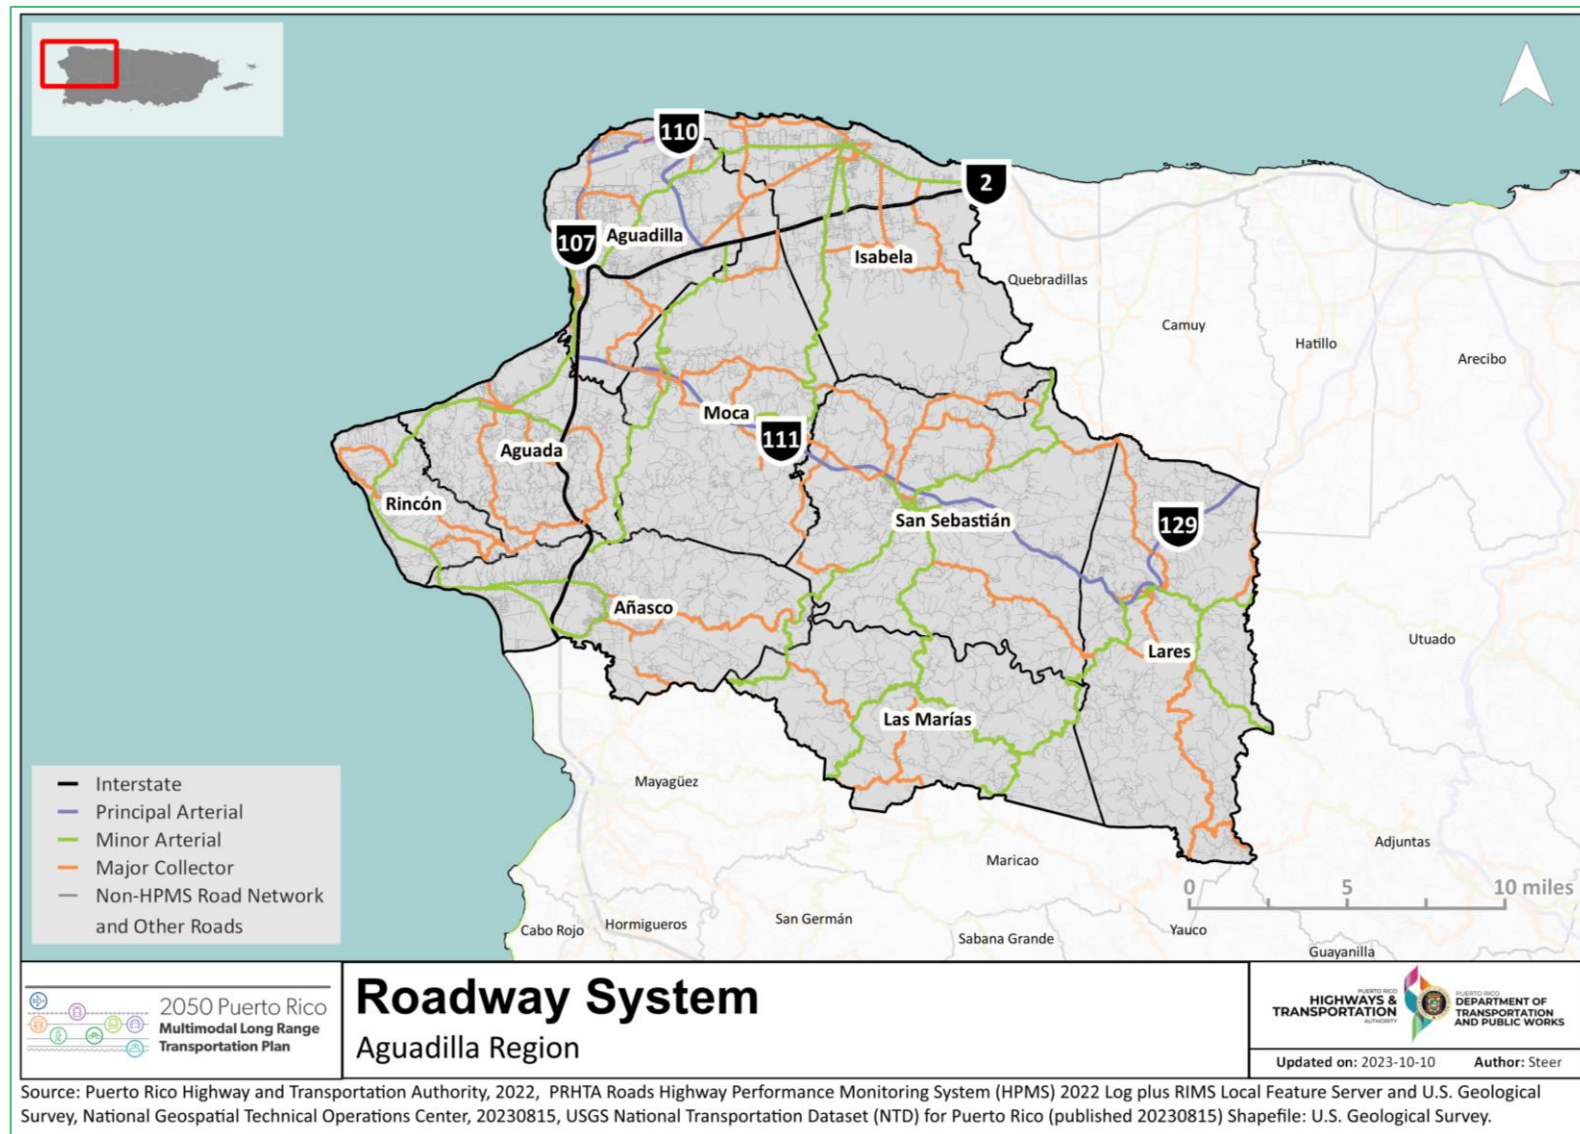 110
2
107
Aguadilla
Isabela
Quebradillas
Camuy
Hatillo
Arecibo
Moca
111
Aguada
Rincón
San Sebastián
129
Añasco
Lares
Utuado
Las Marías
Mayagüez
Maricao
Adjuntas
Cabo Rojo
Hormigueros
San Germán
Sabana Grande
Yauco
Guayanilla
0 5 10 miles
Interstate
Principal Arterial
Minor Arterial
Major Collector
Non-HPMS Road Network
and Other Roads
2050 Puerto Rico
Multimodal Long Range
Transportation Plan
Roadway System
Aguadilla Region
PUERTO RICO
HIGHWAYS &
TRANSPORTATION
AUTHORITY
PUERTO RICO
DEPARTMENT OF
TRANSPORTATION
AND PUBLIC WORKS
Updated on: 2023-10-10 Author: Steer
Source: Puerto Rico Highway and Transportation Authority, 2022, PRHTA Roads Highway Performance Monitoring System (HPMS) 2022 Log plus RIMS Local Feature Server and U.S. Geological
Survey, National Geospatial Technical Operations Center, 20230815, USGS National Transportation Dataset (NTD) for Puerto Rico (published 20230815) Shapefile: U.S. Geological Survey.